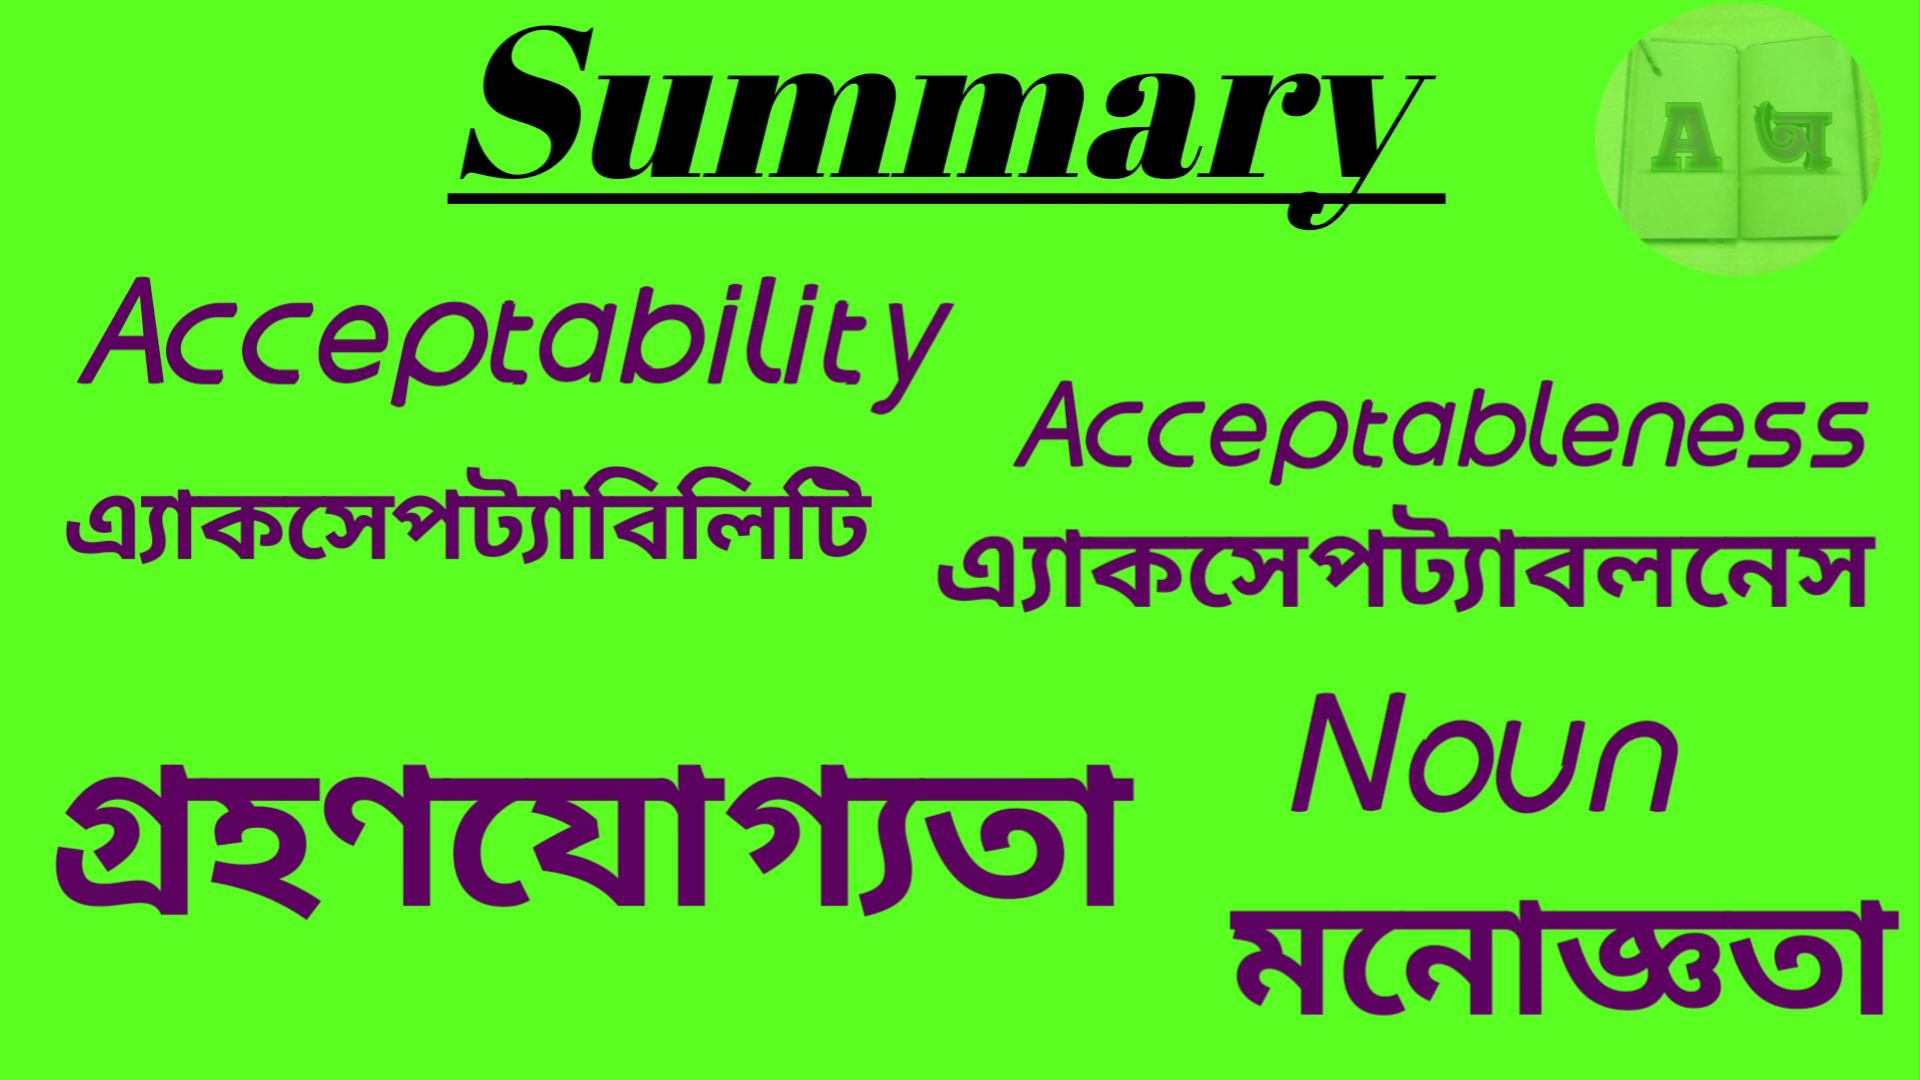 Summary
A অ
Acceptability
Acceptableness
এ্যাকসেপট্যাবিলিটি
এ্যাকসেপট্যাবলনেস
Noun
গ্রহণযোগ্যতা
মনোজ্ঞতা